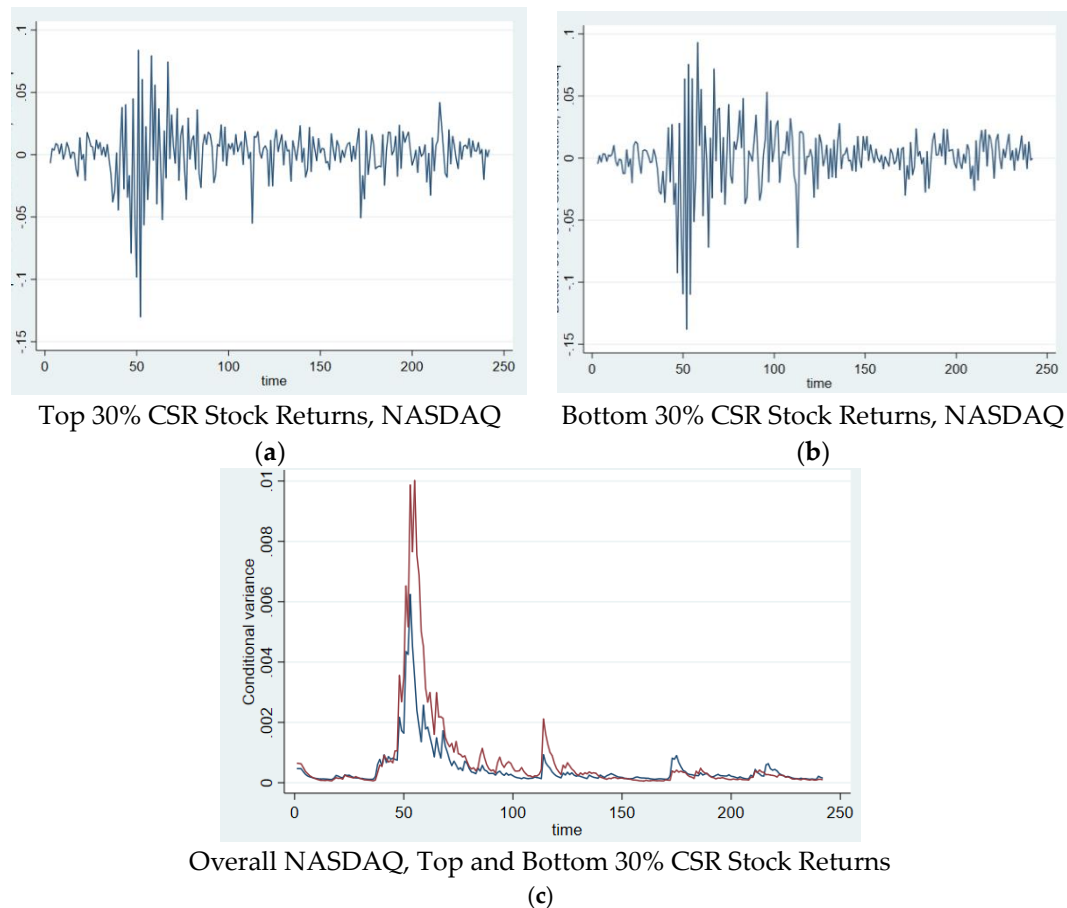 .1
.05
0
-.05
-.1
-.15
0 50 100 150 200 250
time
Top 30% CSR Stock Returns, NASDAQ
(a)
.1
.05
0
-.05
-.1
-.15
0 50 100 150 200 250
time
Bottom 30% CSR Stock Returns, NASDAQ
(b)
Conditional variance
.01
.008
.006
.004
.002
0
0 50 100 150 200 250
time
Overall NASDAQ, Top and Bottom 30% CSR Stock Returns
(c)